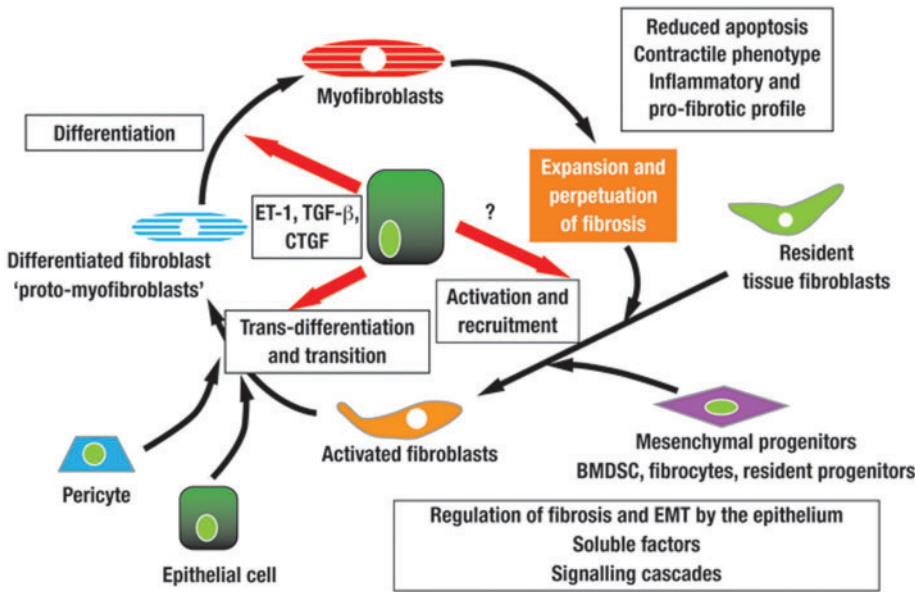 Reduced apoptosis
Contractile phenotype
Inflammatory and
pro-fibrotic profile
Myofibroblasts
Differentiation
Expansion and
perpetuation
of fibrosis
ET-1, TGF-β,
CTGF
?
Differentiated fibroblast
‘proto-myofibroblasts’
Resident
tissue fibroblasts
Activation and
recruitment
Trans-differentiation
and transition
Activated fibroblasts
Mesenchymal progenitors
BMDSC, fibrocytes, resident progenitors
Pericyte
Epithelial cell
Regulation of fibrosis and EMT by the epithelium
Soluble factors
Signalling cascades